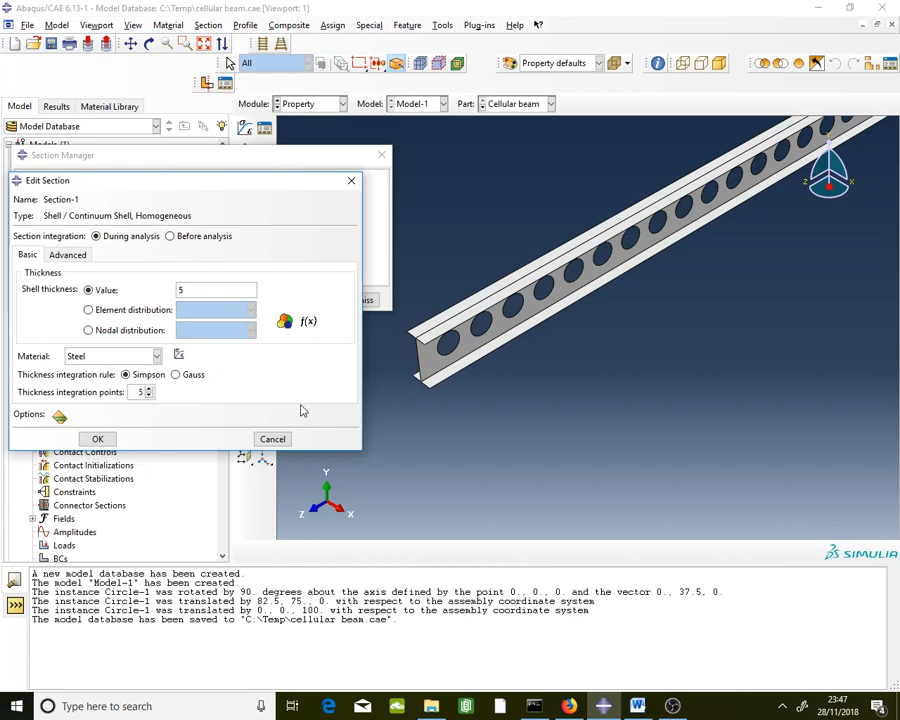 Abaqus/CAE 6.13-1 - Model Database: C:\Temp\cellular beam.cae [Viewport: 1]
File Model Viewport View Material Section Profile Composite Assign Special Feature Tools Plug-ins Help
All
Property defaults
Model Results Material Library
Module: Property Model: Model-1 Part: Cellular beam
Model Database
Models (1)
Section Manager
Edit Section
Name: Section-1
Type: Shell / Continuum Shell, Homogeneous
Section integration: During analysis Before analysis
Basic Advanced
Thickness
Shell thickness: Value: 5
Element distribution:
f(x)
Nodal distribution:
Material: Steel
Thickness integration rule: Simpson Gauss
Thickness integration points: 5
Options:
OK Cancel
Contact Controls
Contact Initializations
Contact Stabilizations
Constraints
Connector Sections
Fields
Amplitudes
Loads
BCs
Y
Z X
Y
Z X
SIMULIA
A new model database has been created.
The model "Model-1" has been created.
The instance Circle-1 was rotated by 90. degrees about the axis defined by the point 0., 0., 0. and the vector 0., 37.5, 0.
The instance Circle-1 was translated by 82.5, 75., 0. with respect to the assembly coordinate system
The instance Circle-1 was translated by 0., 0., 100. with respect to the assembly coordinate system
The model database has been saved to "C:\Temp\cellular beam.cae".
>>>
Type here to search
23:47
28/11/2018
4